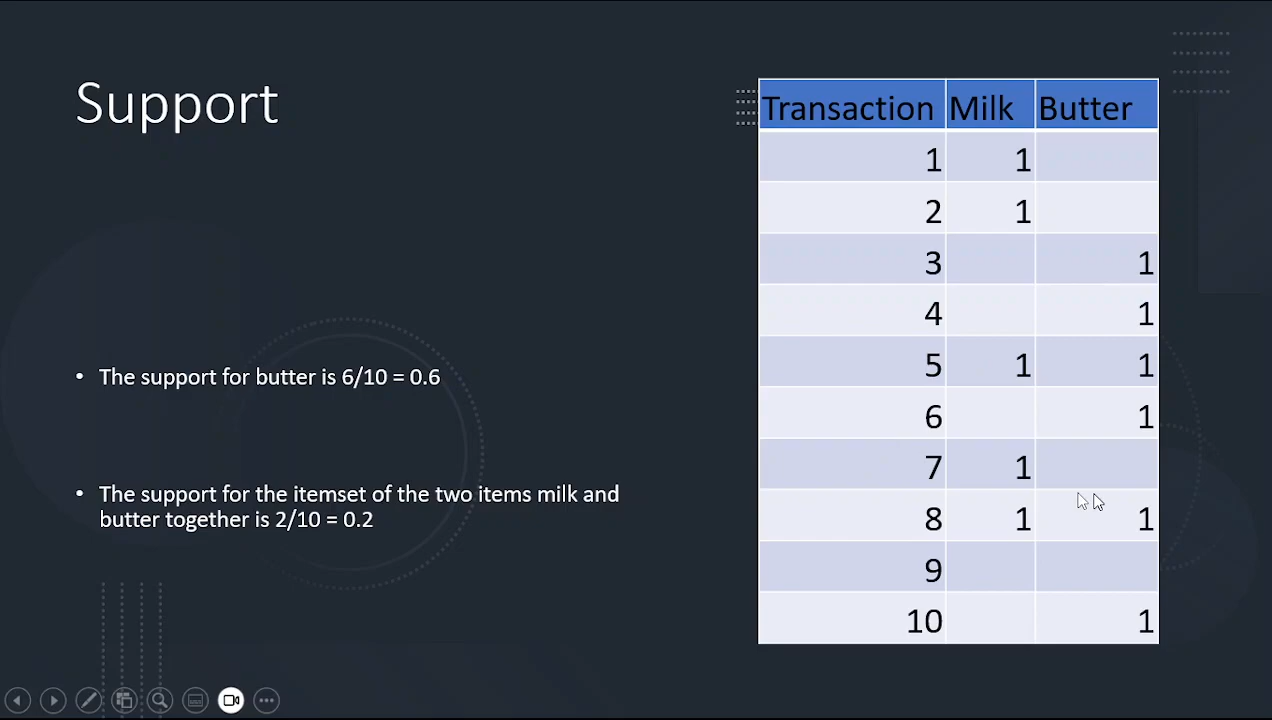 Support
• The support for butter is 6/10 = 0.6
• The support for the itemset of the two items milk and
butter together is 2/10 = 0.2
Transaction Milk Butter
1 1
2 1
3 1
4 1
5 1 1
6 1
7 1
8 1 1
9
10 1